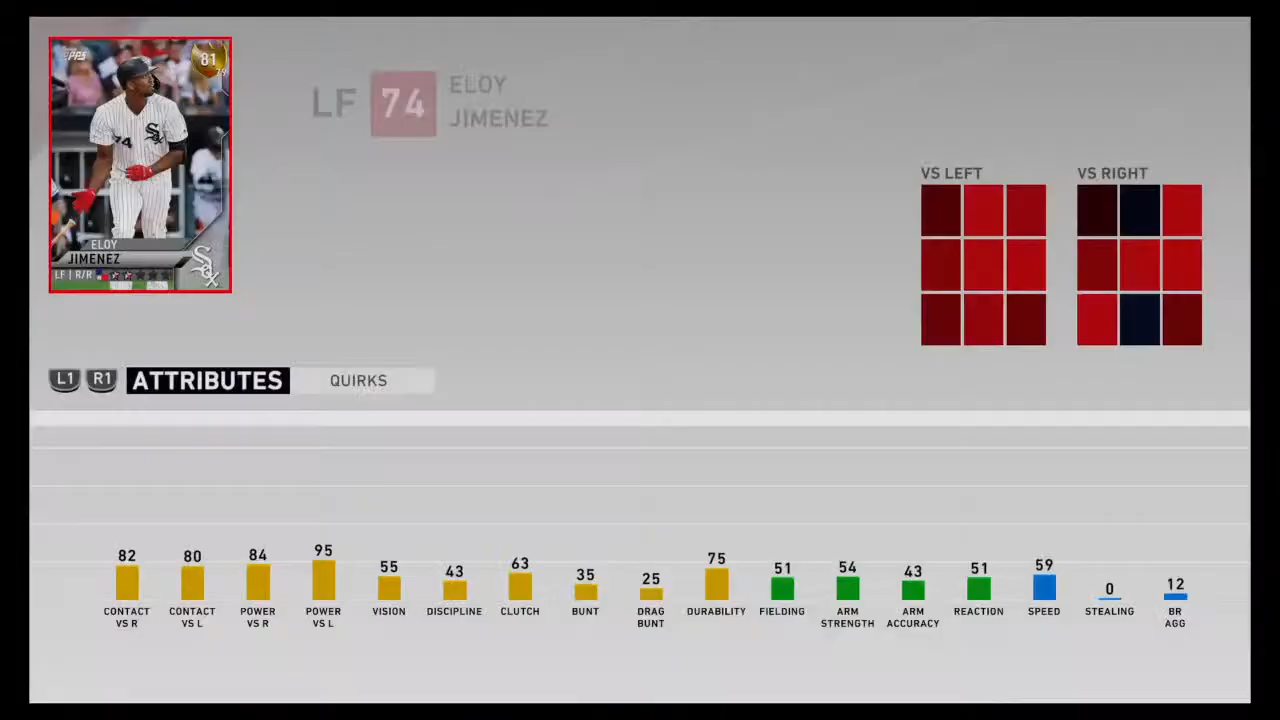 TOPPS
81
74
ELOY
JIMENEZ
LF | R/R
Sox
LF 74 ELOY
JIMENEZ
VS LEFT
VS RIGHT
L1 R1 ATTRIBUTES QUIRKS
82 80 84 95 55 43 63 35 25 75 51 54 43 51 59 0 12
CONTACT VS R
CONTACT VS L
POWER VS R
POWER VS L
VISION
DISCIPLINE
CLUTCH
BUNT
DRAG BUNT
DURABILITY
FIELDING
ARM STRENGTH
ARM ACCURACY
REACTION
SPEED
STEALING
BR AGG